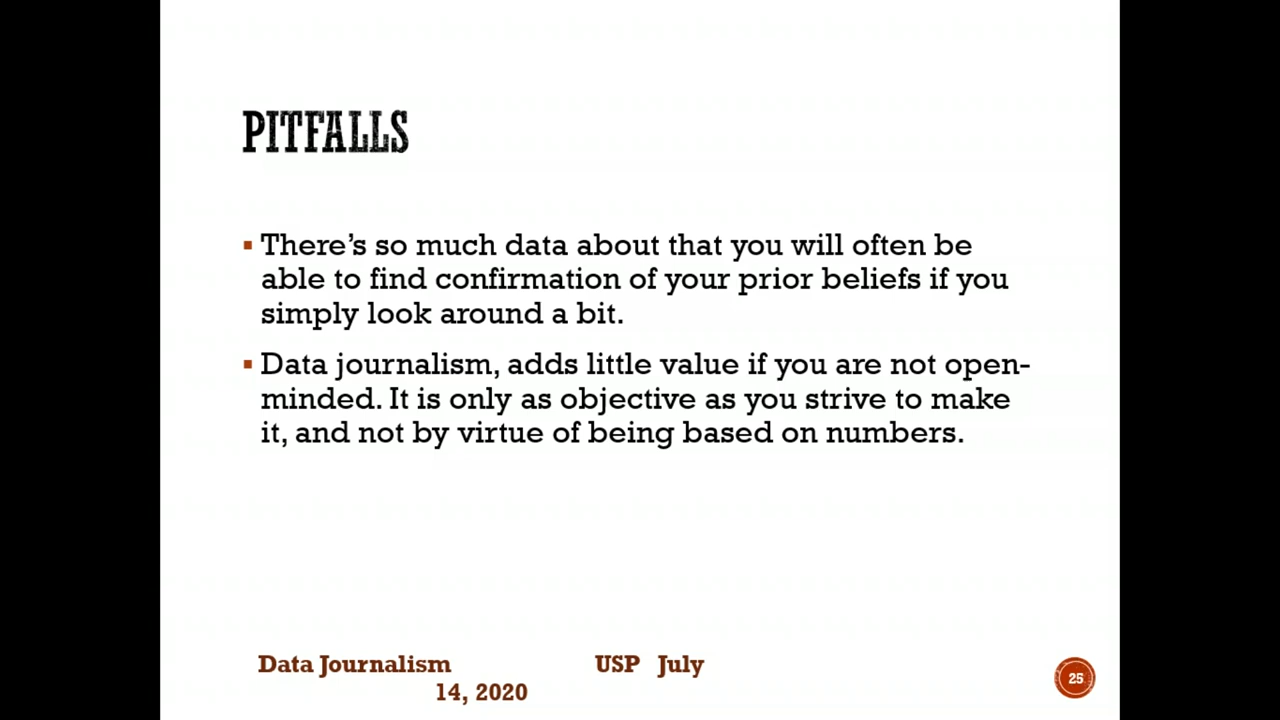 PITFALLS
▪ There's so much data about that you will often be
able to find confirmation of your prior beliefs if you
simply look around a bit.
▪ Data journalism, adds little value if you are not open-
minded. It is only as objective as you strive to make
it, and not by virtue of being based on numbers.
Data Journalism USP July
14, 2020
25